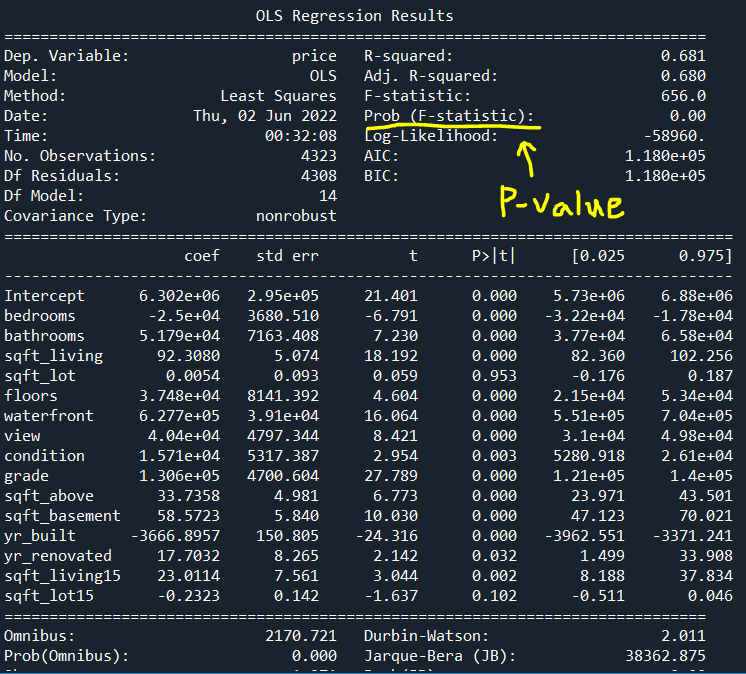 OLS Regression Results
==============================================================================
Dep. Variable: price R-squared: 0.681
Model: OLS Adj. R-squared: 0.680
Method: Least Squares F-statistic: 656.0
Date: Thu, 02 Jun 2022 Prob (F-statistic): 0.00
Time: 00:32:08 Log-Likelihood: -58960.
No. Observations: 4323 AIC: 1.180e+05
Df Residuals: 4308 BIC: 1.180e+05
Df Model: 14
P-value
Covariance Type: nonrobust
=================================================================================
coef std err t P>|t| [0.025 0.975]
---------------------------------------------------------------------------------
Intercept 6.302e+06 2.95e+05 21.401 0.000 5.73e+06 6.88e+06
bedrooms -2.5e+04 3680.510 -6.791 0.000 -3.22e+04 -1.78e+04
bathrooms 5.179e+04 7163.408 7.230 0.000 3.77e+04 6.58e+04
sqft_living 92.3080 5.074 18.192 0.000 82.360 102.256
sqft_lot 0.0054 0.093 0.059 0.953 -0.176 0.187
floors 3.748e+04 8141.392 4.604 0.000 2.15e+04 5.34e+04
waterfront 6.277e+05 3.91e+04 16.064 0.000 5.51e+05 7.04e+05
view 4.04e+04 4797.344 8.421 0.000 3.1e+04 4.98e+04
condition 1.571e+04 5317.387 2.954 0.003 5280.918 2.61e+04
grade 1.306e+05 4700.604 27.789 0.000 1.21e+05 1.4e+05
sqft_above 33.7358 4.981 6.773 0.000 23.971 43.501
sqft_basement 58.5723 5.840 10.030 0.000 47.123 70.021
yr_built -3666.8957 150.805 -24.316 0.000 -3962.551 -3371.241
yr_renovated 17.7032 8.265 2.142 0.032 1.499 33.908
sqft_living15 23.0114 7.561 3.044 0.002 8.188 37.834
sqft_lot15 -0.2323 0.142 -1.637 0.102 -0.511 0.046
==============================================================================
Omnibus: 2170.721 Durbin-Watson: 2.011
Prob(Omnibus): 0.000 Jarque-Bera (JB): 38362.875